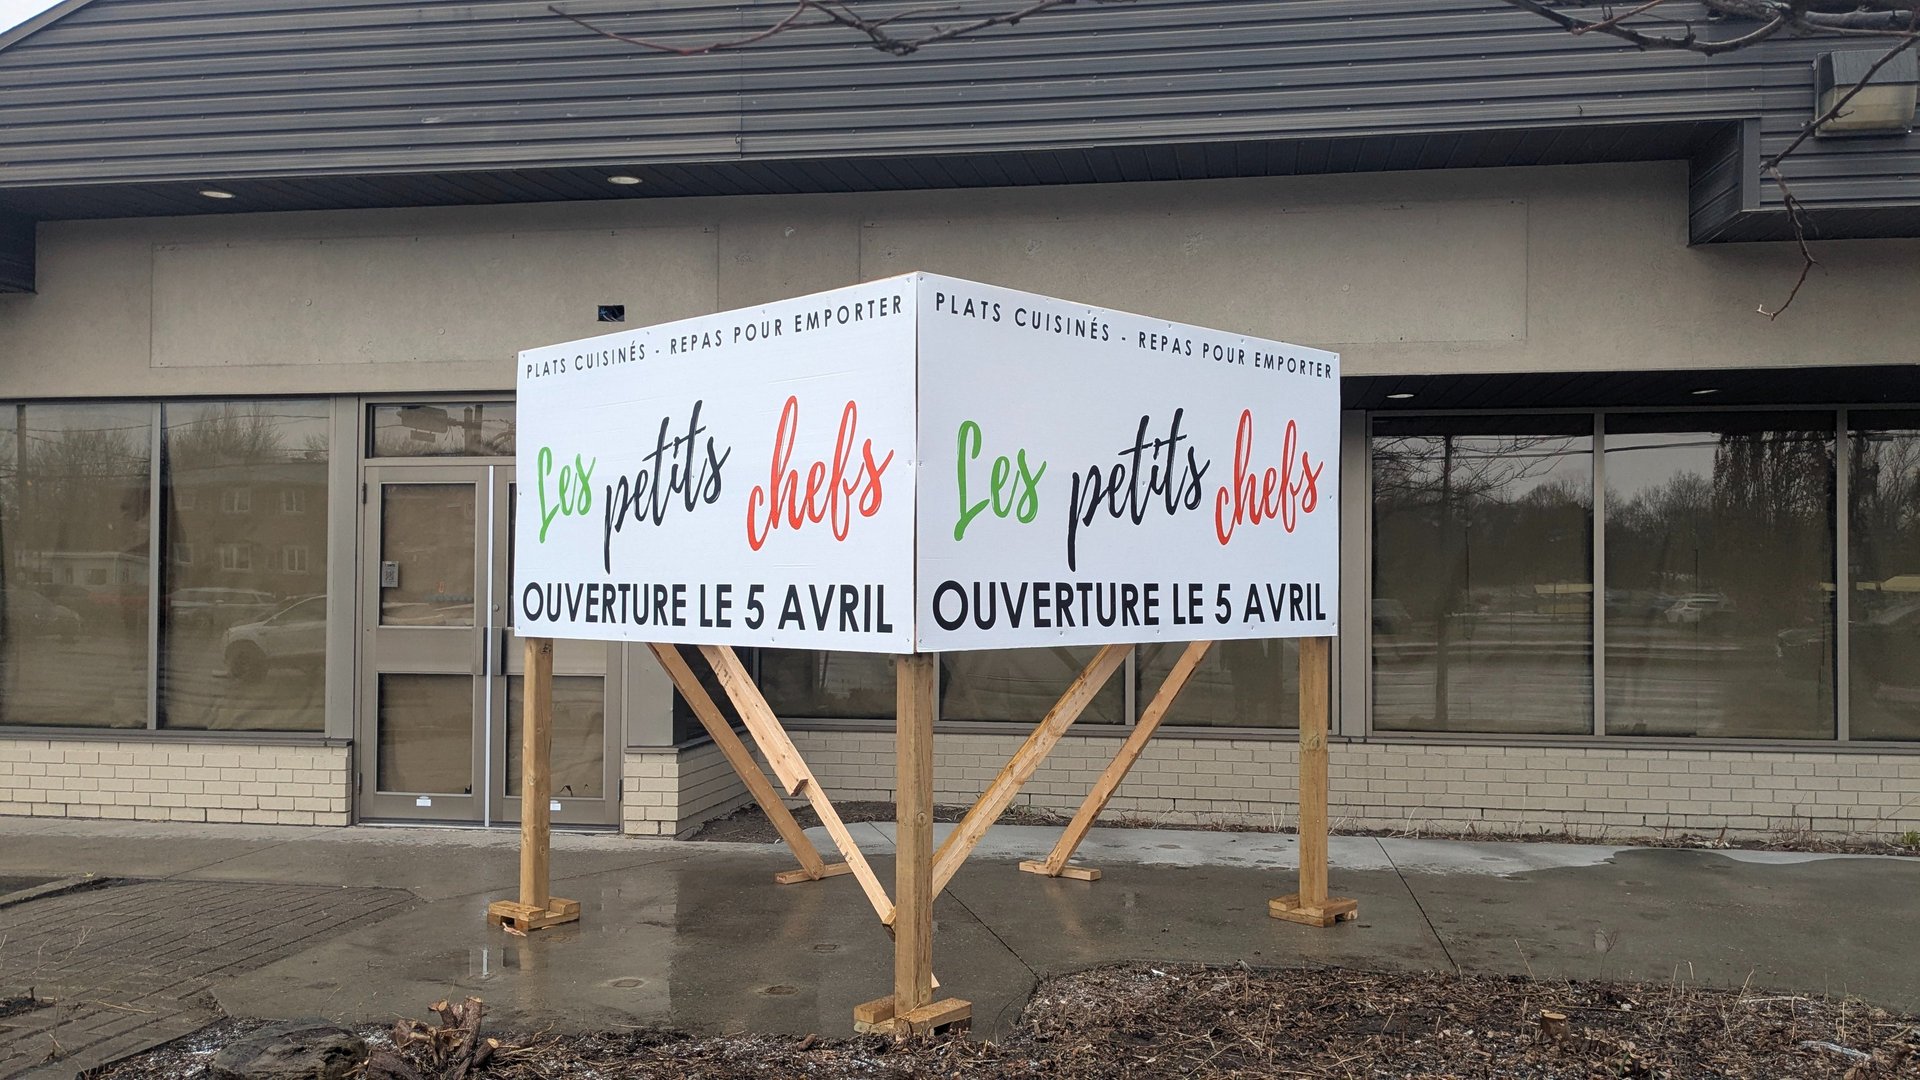 PLATS CUISINÉS - REPAS POUR EMPORTER
Les petits chefs
OUVERTURE LE 5 AVRIL
PLATS CUISINÉS - REPAS POUR EMPORTER
Les petits chefs
OUVERTURE LE 5 AVRIL